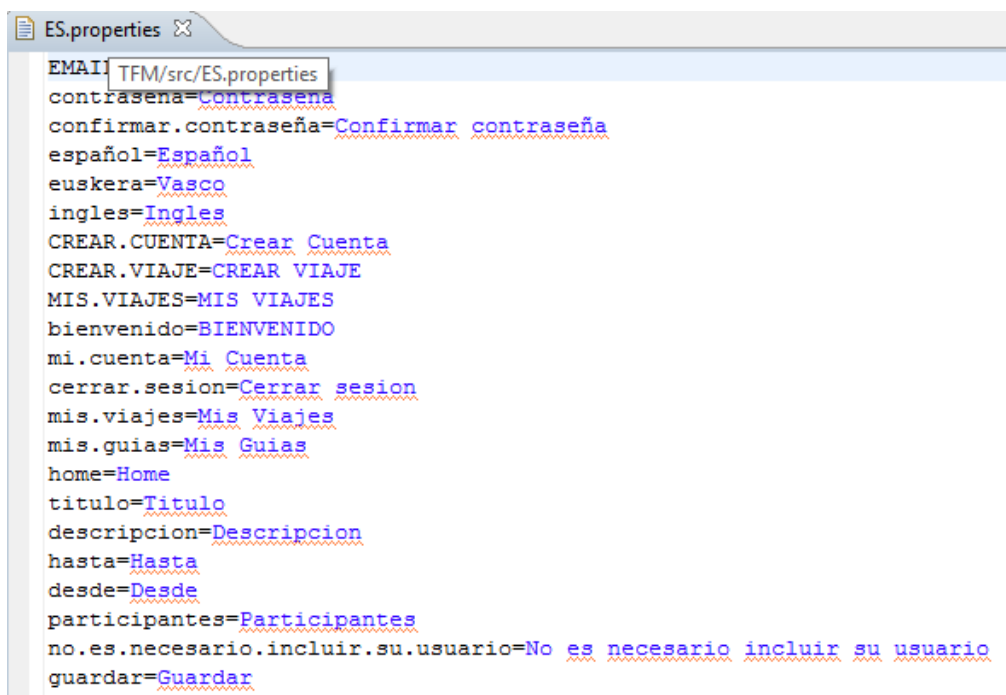 ES.properties
EMAI
TFM/src/ES.properties
contraseña=Contraseña
confirmar.contraseña=Confirmar contraseña
español=Español
euskera=Vasco
ingles=Ingles
CREAR.CUENTA=Crear Cuenta
CREAR.VIAJE=CREAR VIAJE
MIS.VIAJES=MIS VIAJES
bienvenido=BIENVENIDO
mi.cuenta=Mi Cuenta
cerrar.sesion=Cerrar sesion
mis.viajes=Mis Viajes
mis.guias=Mis Guias
home=Home
titulo=Titulo
descripcion=Descripcion
hasta=Hasta
desde=Desde
participantes=Participantes
no.es.necesario.incluir.su.usuario=No es necesario incluir su usuario
guardar=Guardar